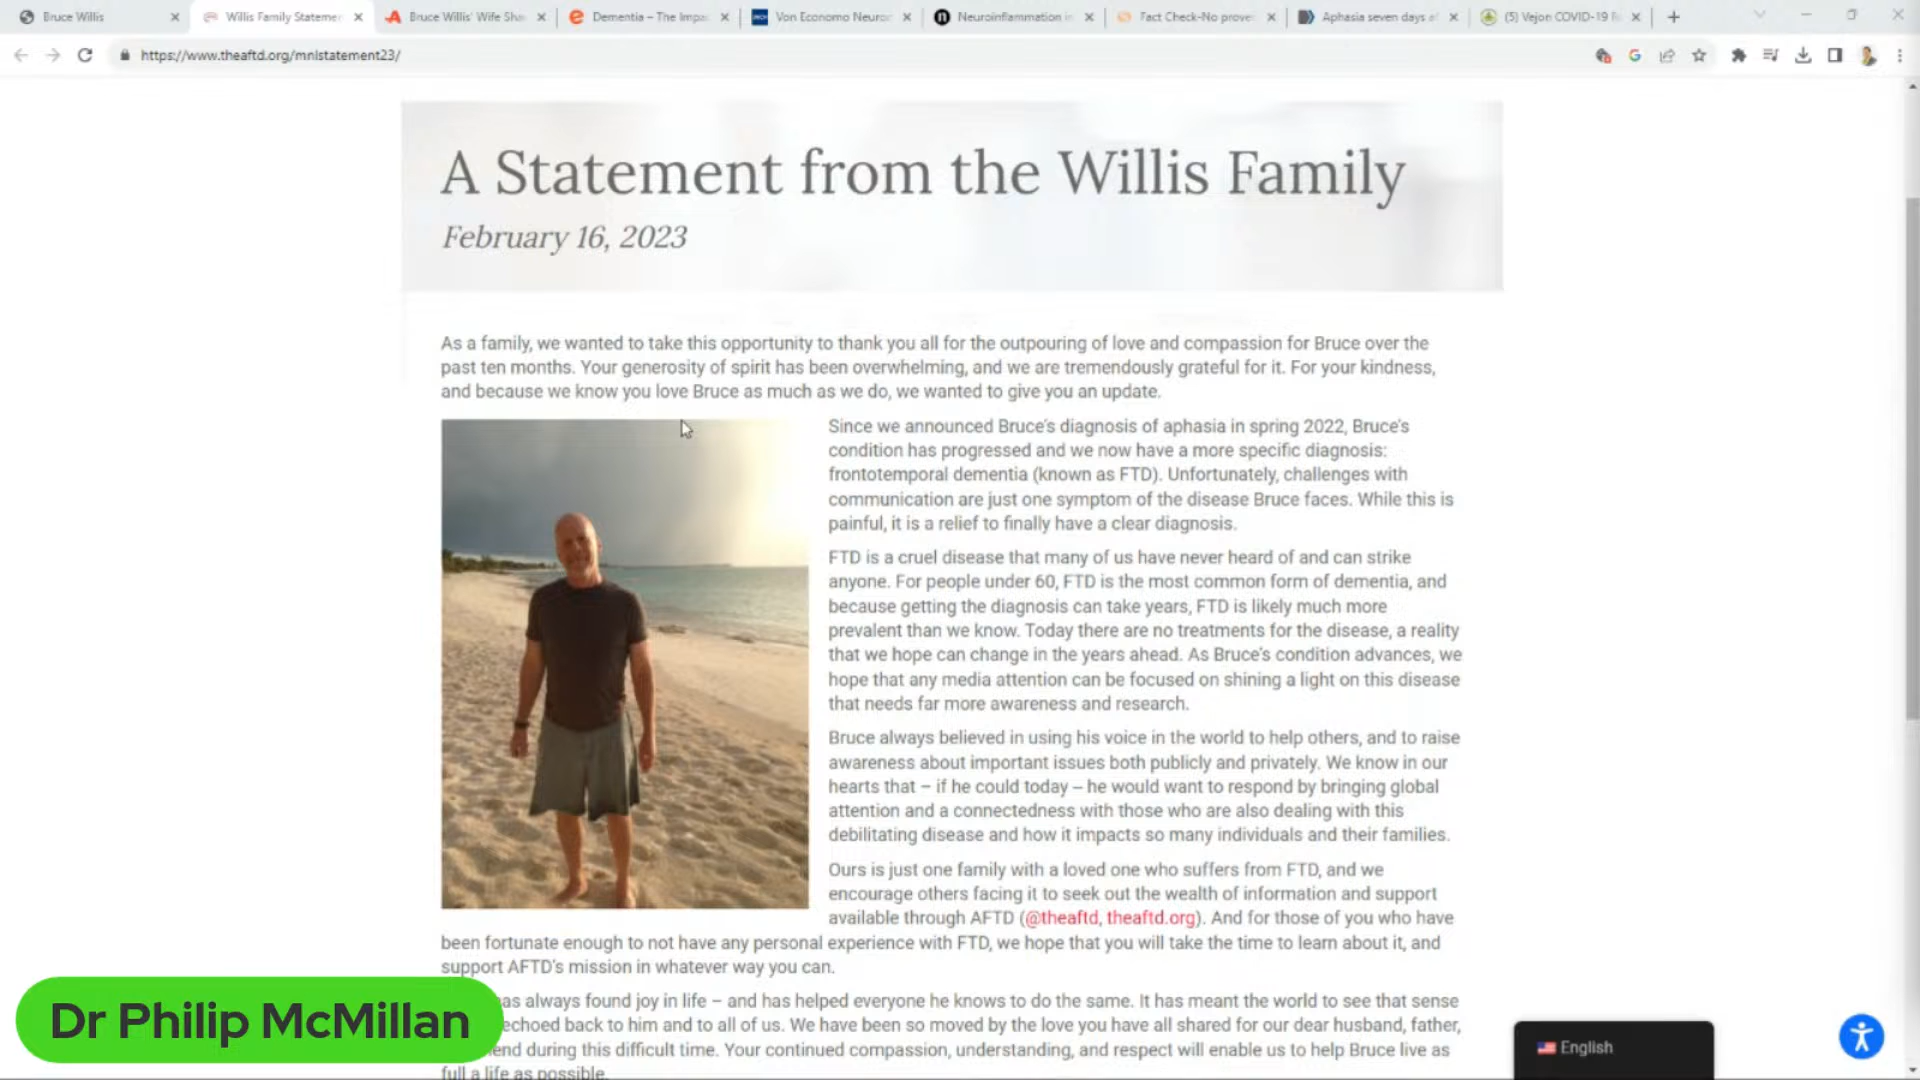 Bruce Willis
Willis Family Statemen
Bruce Willis' Wife Sha
Dementia – The Impa
Von Economo Neuror
Neuroinflammation in
Fact Check-No prove
Aphasia seven days a
(5) Vejon COVID-19 R
https://www.theaftd.org/mnlstatement23/
A Statement from the Willis Family
February 16, 2023
As a family, we wanted to take this opportunity to thank you all for the outpouring of love and compassion for Bruce over the
past ten months. Your generosity of spirit has been overwhelming, and we are tremendously grateful for it. For your kindness,
and because we know you love Bruce as much as we do, we wanted to give you an update.
Since we announced Bruce's diagnosis of aphasia in spring 2022, Bruce's
condition has progressed and we now have a more specific diagnosis:
frontotemporal dementia (known as FTD). Unfortunately, challenges with
communication are just one symptom of the disease Bruce faces. While this is
painful, it is a relief to finally have a clear diagnosis.
FTD is a cruel disease that many of us have never heard of and can strike
anyone. For people under 60, FTD is the most common form of dementia, and
because getting the diagnosis can take years, FTD is likely much more
prevalent than we know. Today there are no treatments for the disease, a reality
that we hope can change in the years ahead. As Bruce's condition advances, we
hope that any media attention can be focused on shining a light on this disease
that needs far more awareness and research.
Bruce always believed in using his voice in the world to help others, and to raise
awareness about important issues both publicly and privately. We know in our
hearts that – if he could today – he would want to respond by bringing global
attention and a connectedness with those who are also dealing with this
debilitating disease and how it impacts so many individuals and their families.
Ours is just one family with a loved one who suffers from FTD, and we
encourage others facing it to seek out the wealth of information and support
available through AFTD (@theaftd, theaftd.org). And for those of you who have
been fortunate enough to not have any personal experience with FTD, we hope that you will take the time to learn about it, and
support AFTD's mission in whatever way you can.
as always found joy in life – and has helped everyone he knows to do the same. It has meant the world to see that sense
echoed back to him and to all of us. We have been so moved by the love you have all shared for our dear husband, father,
end during this difficult time. Your continued compassion, understanding, and respect will enable us to help Bruce live as
full a life as possible.
Dr Philip McMillan
English